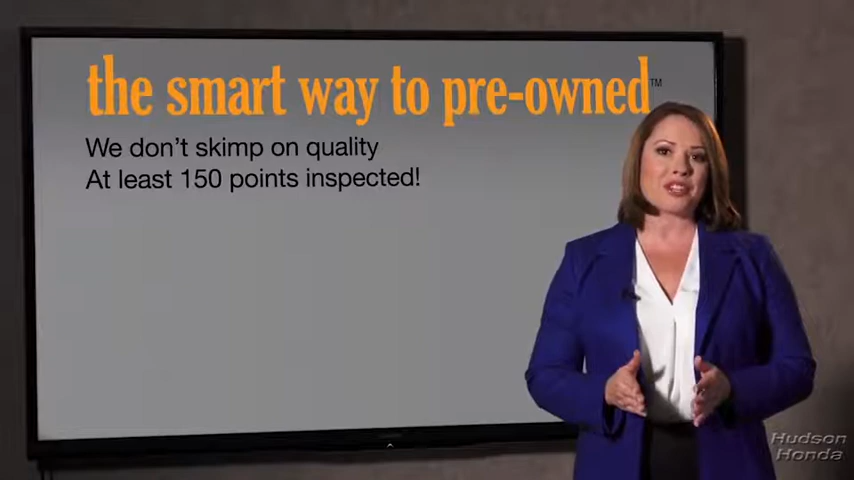 the smart way to pre-owned™
We don't skimp on quality
At least 150 points inspected!
Hudson
Honda